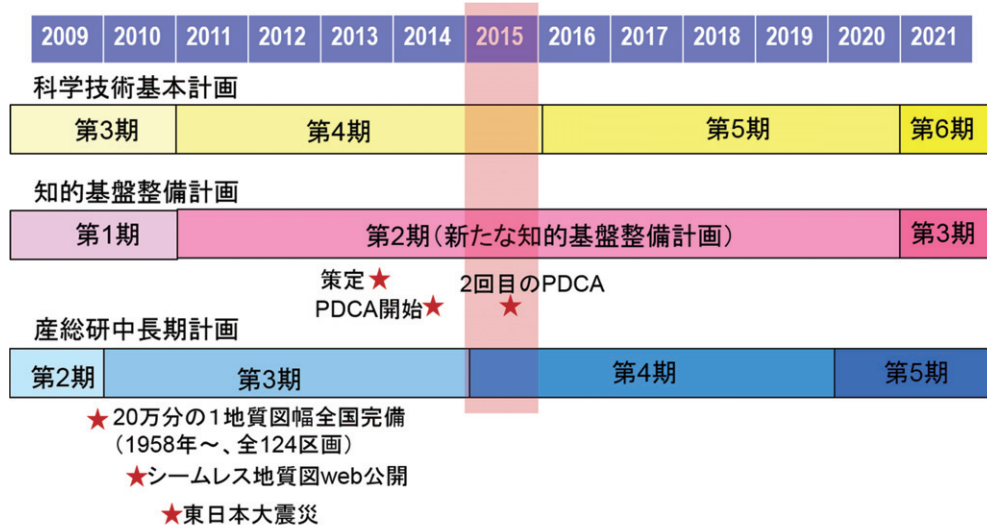 2009 2010 2011 2012 2013 2014 2015 2016 2017 2018 2019 2020 2021
科学技術基本計画
第3期 第4期 第5期 第6期
知的基盤整備計画
第1期 第2期(新たな知的基盤整備計画) 第3期
策定★ 2回目のPDCA
PDCA開始★ ★
産総研中長期計画
第2期 第3期 第4期 第5期
★20万分の1地質図幅全国完備
(1958年～、全124区画)
★シームレス地質図web公開
★東日本大震災